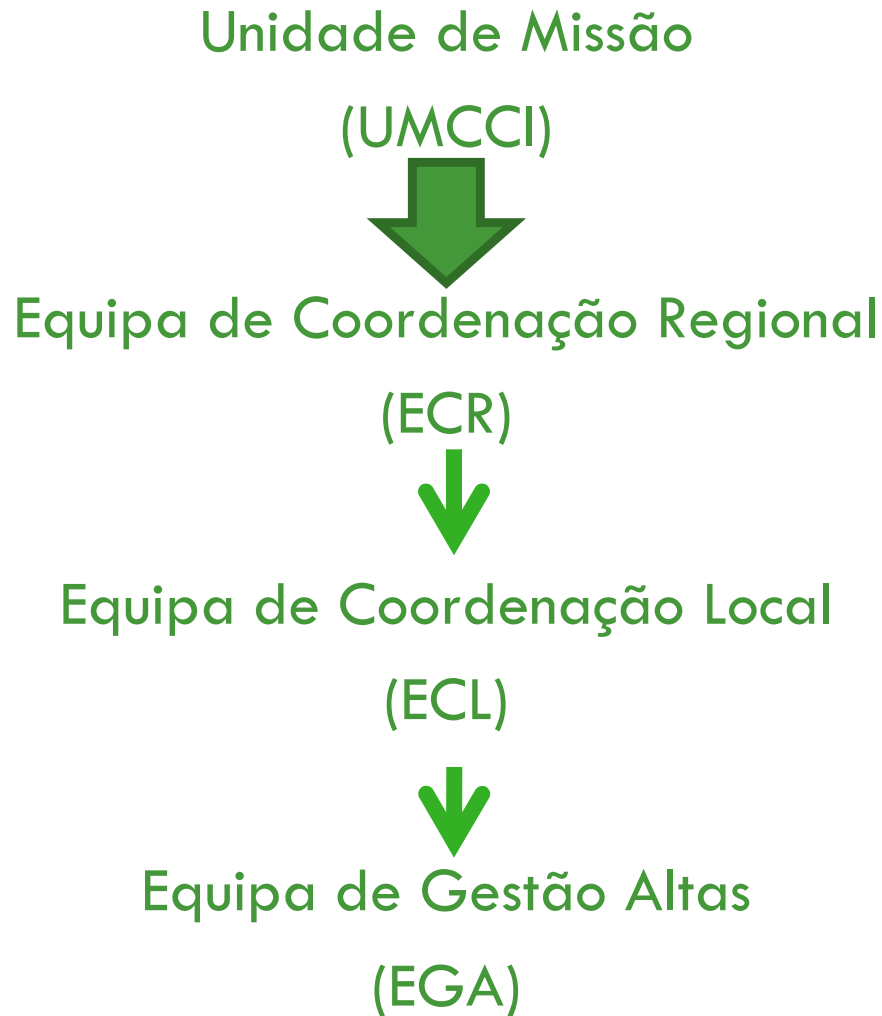 Unidade de Missão
(UMCCI)
Equipa de Coordenação Regional
(ECR)
Equipa de Coordenação Local
(ECL)
Equipa de Gestão Altas
(EGA)